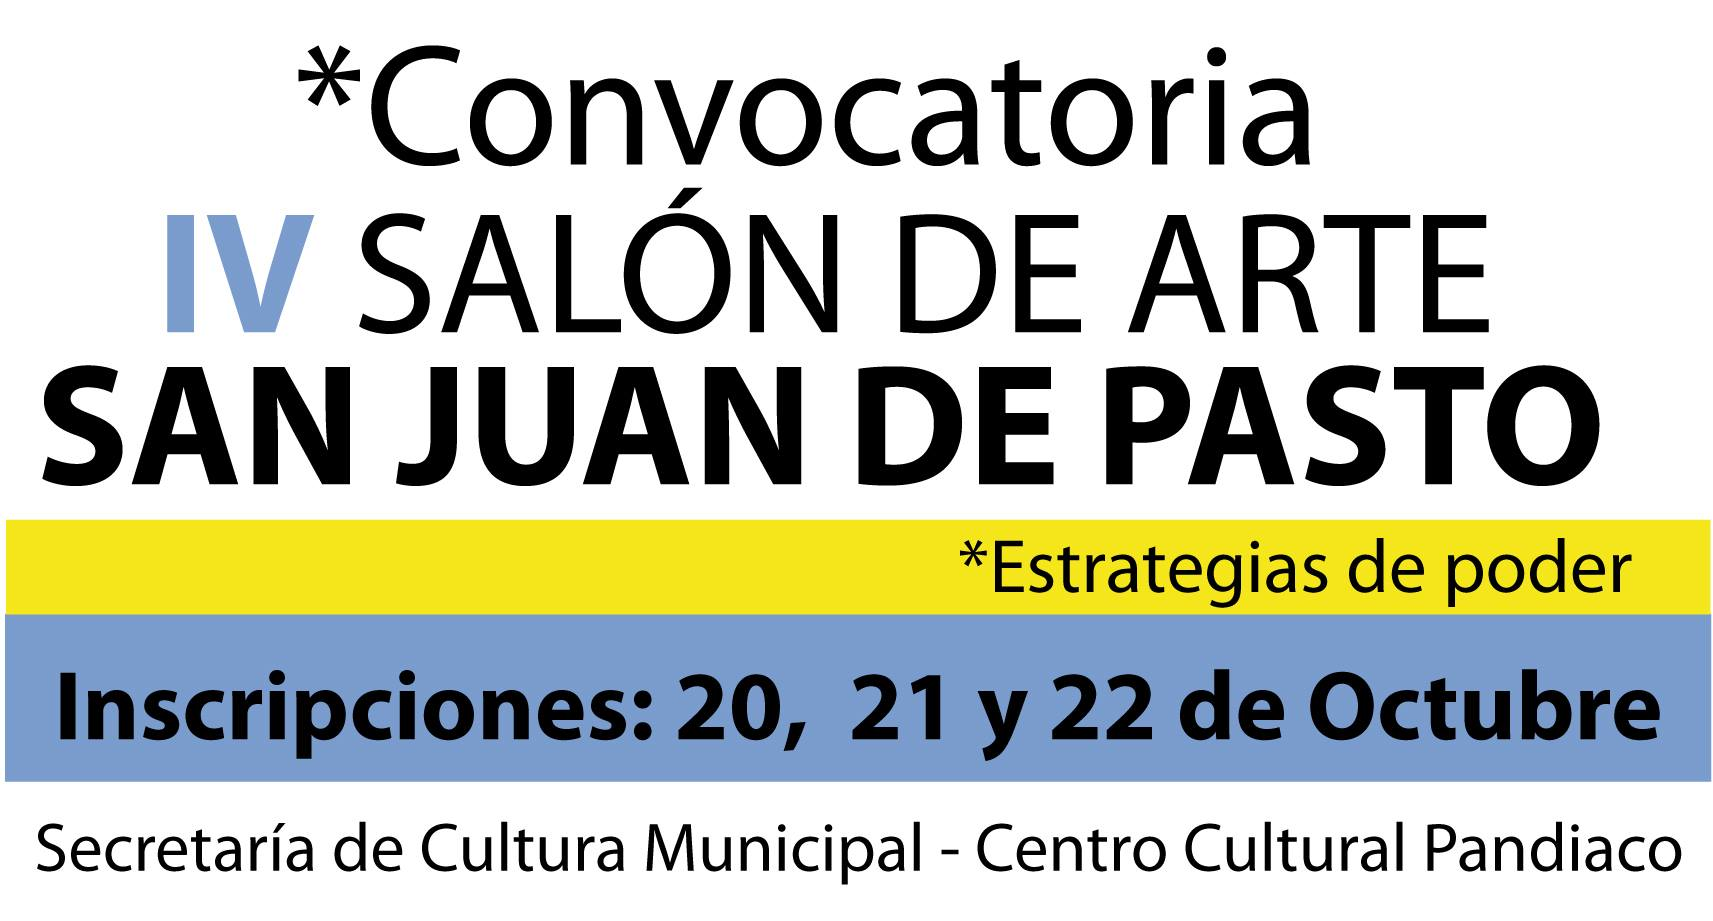 *Convocatoria
IV SALÓN DE ARTE
SAN JUAN DE PASTO
*Estrategias de poder
Inscripciones: 20, 21 y 22 de Octubre
Secretaría de Cultura Municipal - Centro Cultural Pandiaco